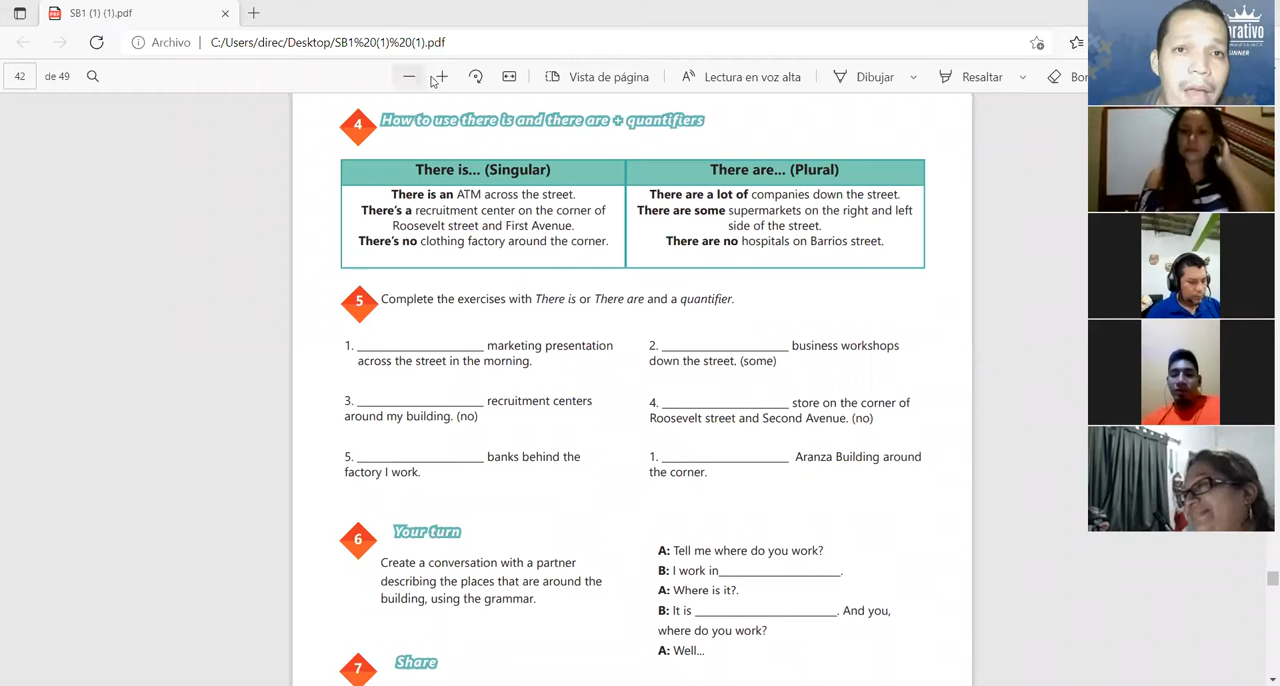 SB1 (1) (1).pdf
Archivo
C:/Users/direc/Desktop/SB1%20(1)%20(1).pdf
42
de 49
Vista de página
Lectura en voz alta
Dibujar
Resaltar
4
How to use there is and there are + quantifiers
There is... (Singular)
There are... (Plural)
There is an ATM across the street.
There's a recruitment center on the corner of
Roosevelt street and First Avenue.
There's no clothing factory around the corner.
There are a lot of companies down the street.
There are some supermarkets on the right and left
side of the street.
There are no hospitals on Barrios street.
5
Complete the exercises with There is or There are and a quantifier.
1. ____________________ marketing presentation
across the street in the morning.
2. ____________________ business workshops
down the street. (some)
3. ____________________ recruitment centers
around my building. (no)
4. ____________________ store on the corner of
Roosevelt street and Second Avenue. (no)
5. ____________________ banks behind the
factory I work.
1. ____________________ Aranza Building around
the corner.
6
Your turn
Create a conversation with a partner
describing the places that are around the
building, using the grammar.
A: Tell me where do you work?
B: I work in____________________.
A: Where is it?.
B: It is ______________________. And you,
where do you work?
A: Well...
7
Share